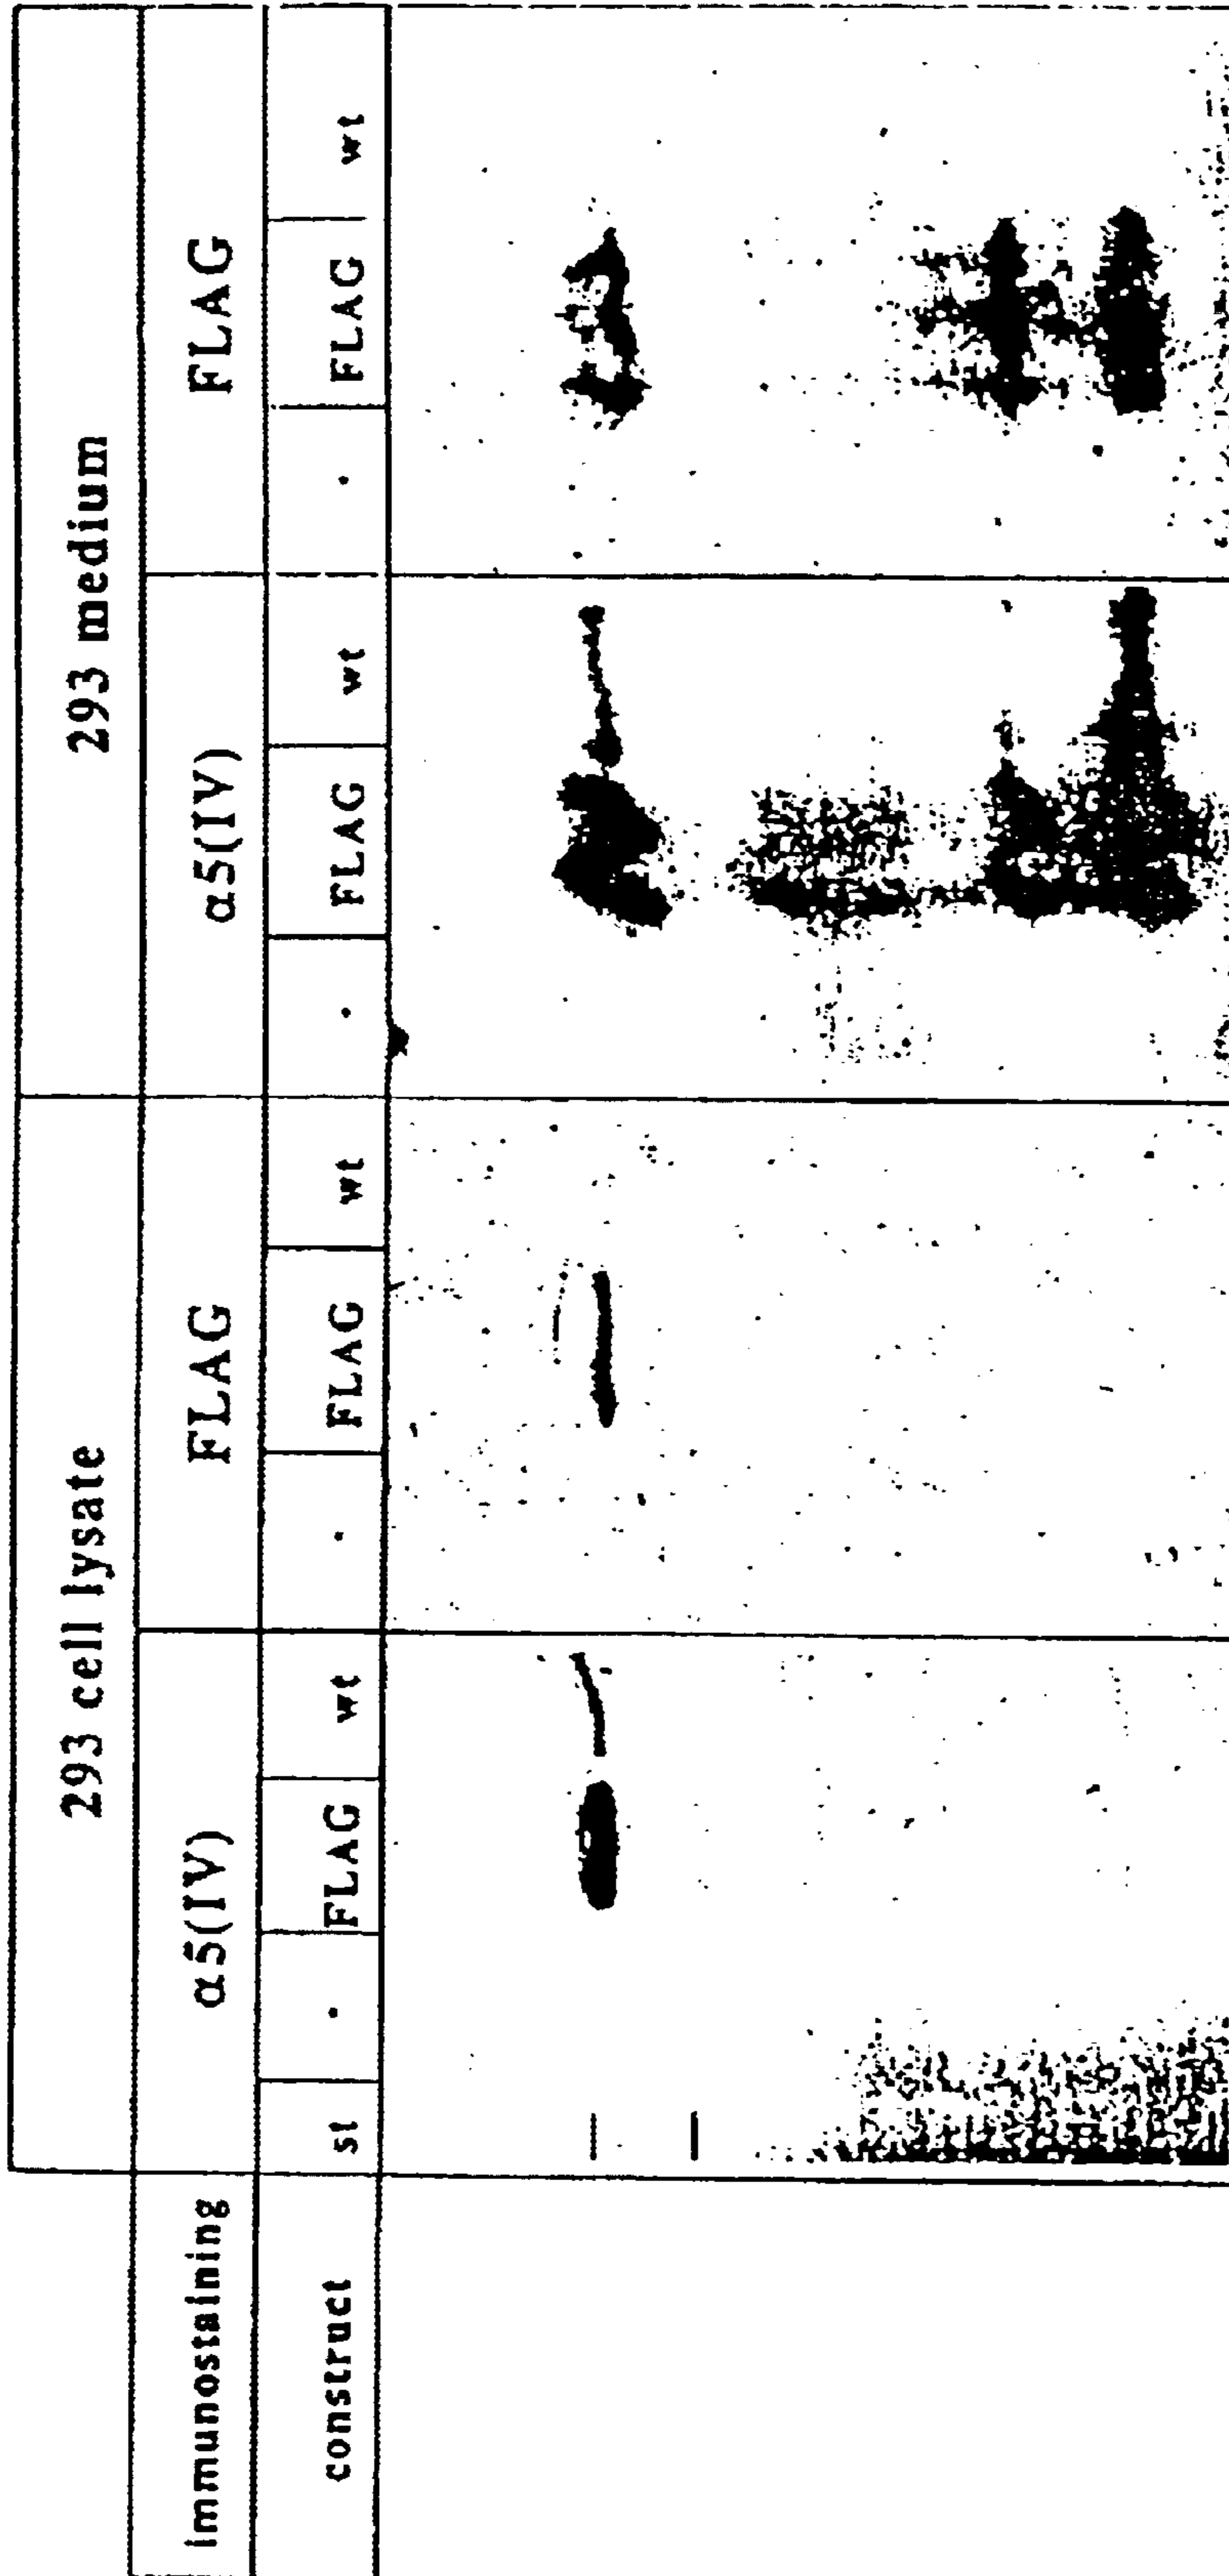 293 cell lysate 293 medium
immunostaining α5(IV) FLAG α5(IV) FLAG
construct st · FLAG wt · FLAG wt · FLAG wt · FLAG wt